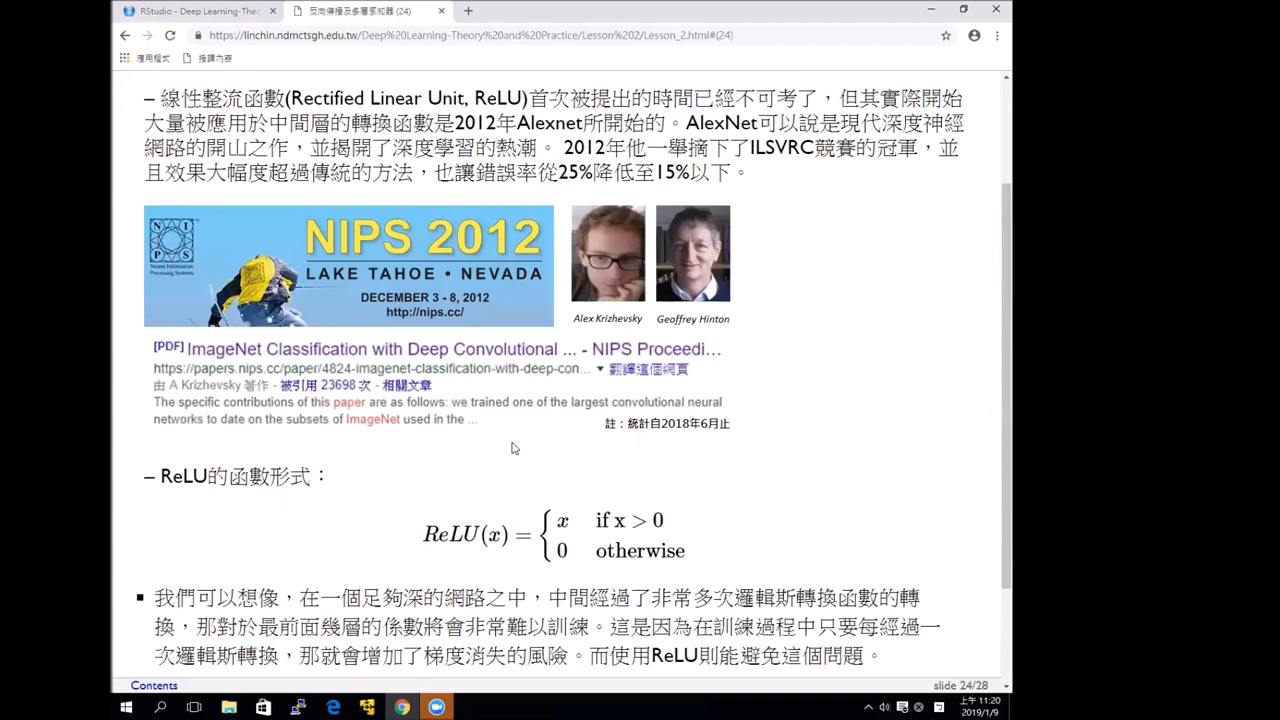 RStudio - Deep Learning-Theo
反向傳播及多層感知器 (24)
https://linchin.ndmctsgh.edu.tw/Deep%20Learning-Theory%20and%20Practice/Lesson%202/Lesson_2.html#(24)
應用程式
授課內容
– 線性整流函數(Rectified Linear Unit, ReLU)首次被提出的時間已經不可考了，但其實際開始
大量被應用於中間層的轉換函數是2012年Alexnet所開始的。AlexNet可以說是現代深度神經
網路的開山之作，並揭開了深度學習的熱潮。 2012年他一舉摘下了ILSVRC競賽的冠軍，並
且效果大幅度超過傳統的方法，也讓錯誤率從25%降低至15%以下。
N I
P S
Neural Information
Processing Systems
NIPS 2012
LAKE TAHOE • NEVADA
DECEMBER 3 - 8, 2012
http://nips.cc/
Alex Krizhevsky
Geoffrey Hinton
[PDF] ImageNet Classification with Deep Convolutional ... - NIPS Proceedi...
https://papers.nips.cc/paper/4824-imagenet-classification-with-deep-con... ▼ 翻譯這個網頁
由 A Krizhevsky 著作 - 被引用 23698 次 - 相關文章
The specific contributions of this paper are as follows: we trained one of the largest convolutional neural
networks to date on the subsets of ImageNet used in the ...
註：統計自2018年6月止
– ReLU的函數形式：
ReLU(x) = { x if x > 0
0 otherwise
▪ 我們可以想像，在一個足夠深的網路之中，中間經過了非常多次邏輯斯轉換函數的轉
換，那對於最前面幾層的係數將會非常難以訓練。這是因為在訓練過程中只要每經過一
次邏輯斯轉換，那就會增加了梯度消失的風險。而使用ReLU則能避免這個問題。
Contents
slide 24/28
上午 11:20
2019/1/9